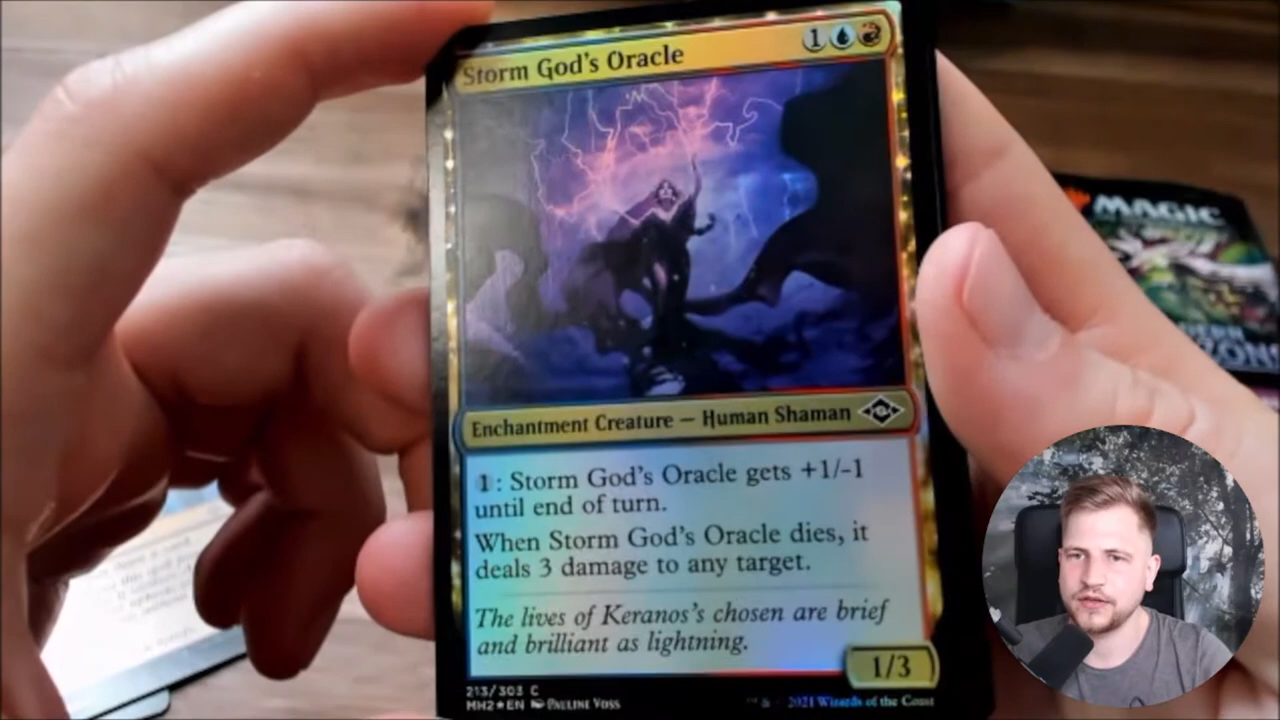 Storm God's Oracle 1
Enchantment Creature — Human Shaman
1: Storm God's Oracle gets +1/-1
until end of turn.
When Storm God's Oracle dies, it
deals 3 damage to any target.
The lives of Keranos's chosen are brief
and brilliant as lightning.
1/3
213/303 C
MH2★EN PAULINE VOSS
2021 Wizards of the Coast
MAGIC